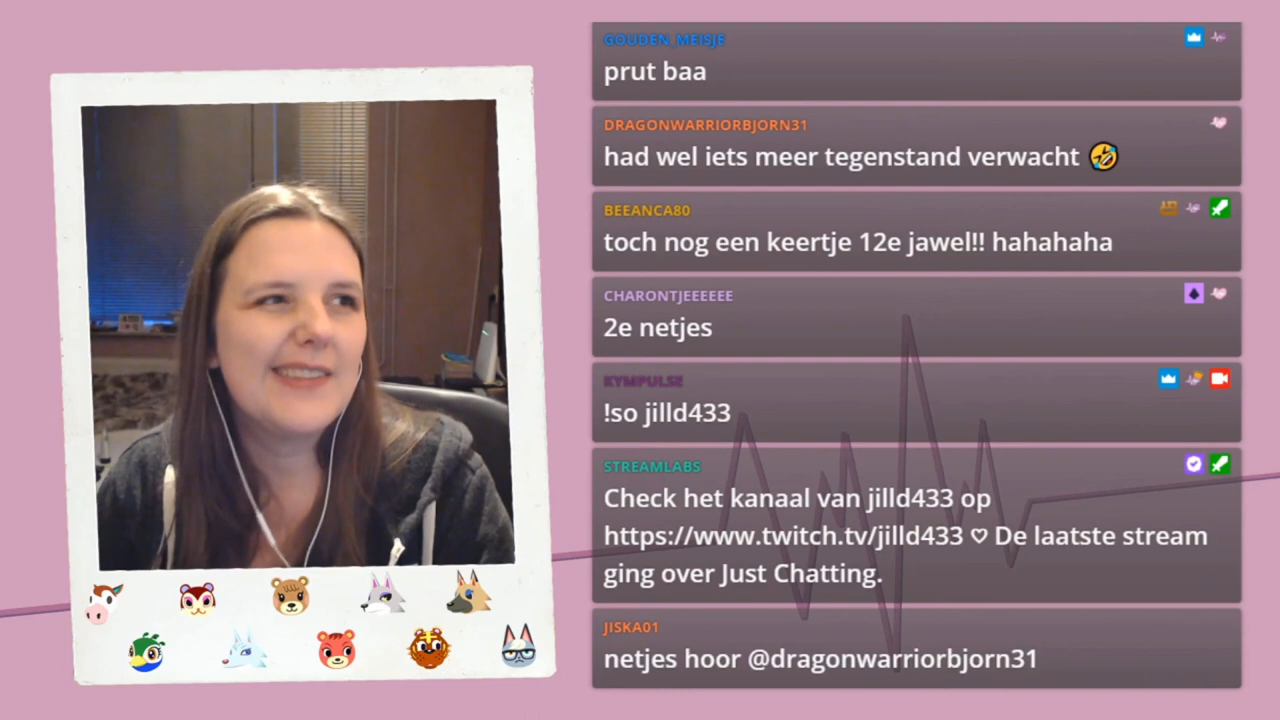 GOUDEN_MEISJE
prut baa
DRAGONWARRIORBJORN31
had wel iets meer tegenstand verwacht 🤣
BEEANCA80
toch nog een keertje 12e jawel!! hahahaha
CHARONTJEEEEEE
2e netjes
KYMPULSE
!so jilld433
STREAMLABS
Check het kanaal van jilld433 op
https://www.twitch.tv/jilld433 ♡ De laatste stream
ging over Just Chatting.
JISKA01
netjes hoor @dragonwarriorbjorn31